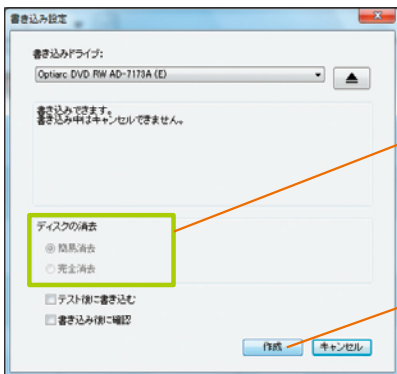 書き込み設定
書き込みドライブ:
Optiarc DVD RW AD-7173A (E)
書き込みできます。
書き込み中はキャンセルできません。
ディスクの消去
簡易消去
完全消去
テスト後に書き込む
書き込み後に確認
作成
キャンセル